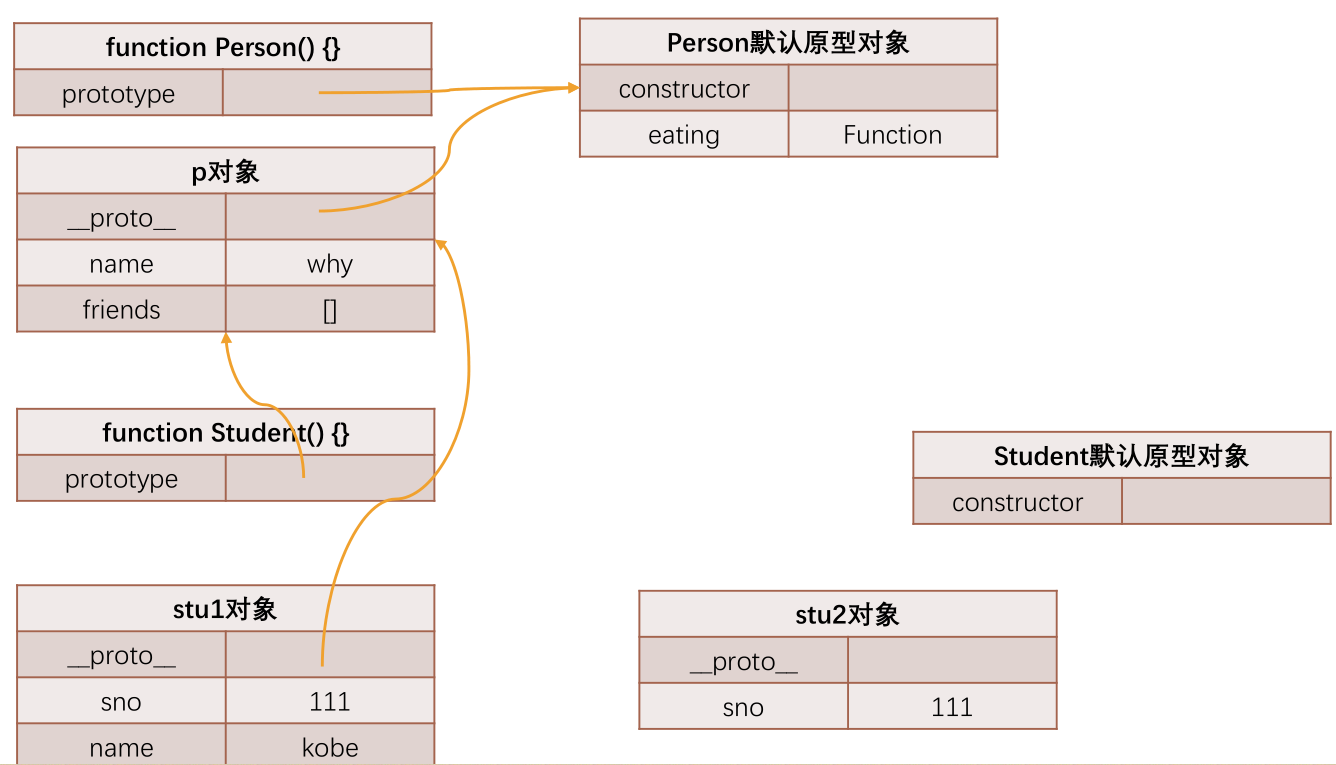 function Person() {}
prototype
Person默认原型对象
constructor
eating Function
p对象
__proto__
name why
friends []
function Student() {}
prototype
Student默认原型对象
constructor
stu1对象
__proto__
sno 111
name kobe
stu2对象
__proto__
sno 111